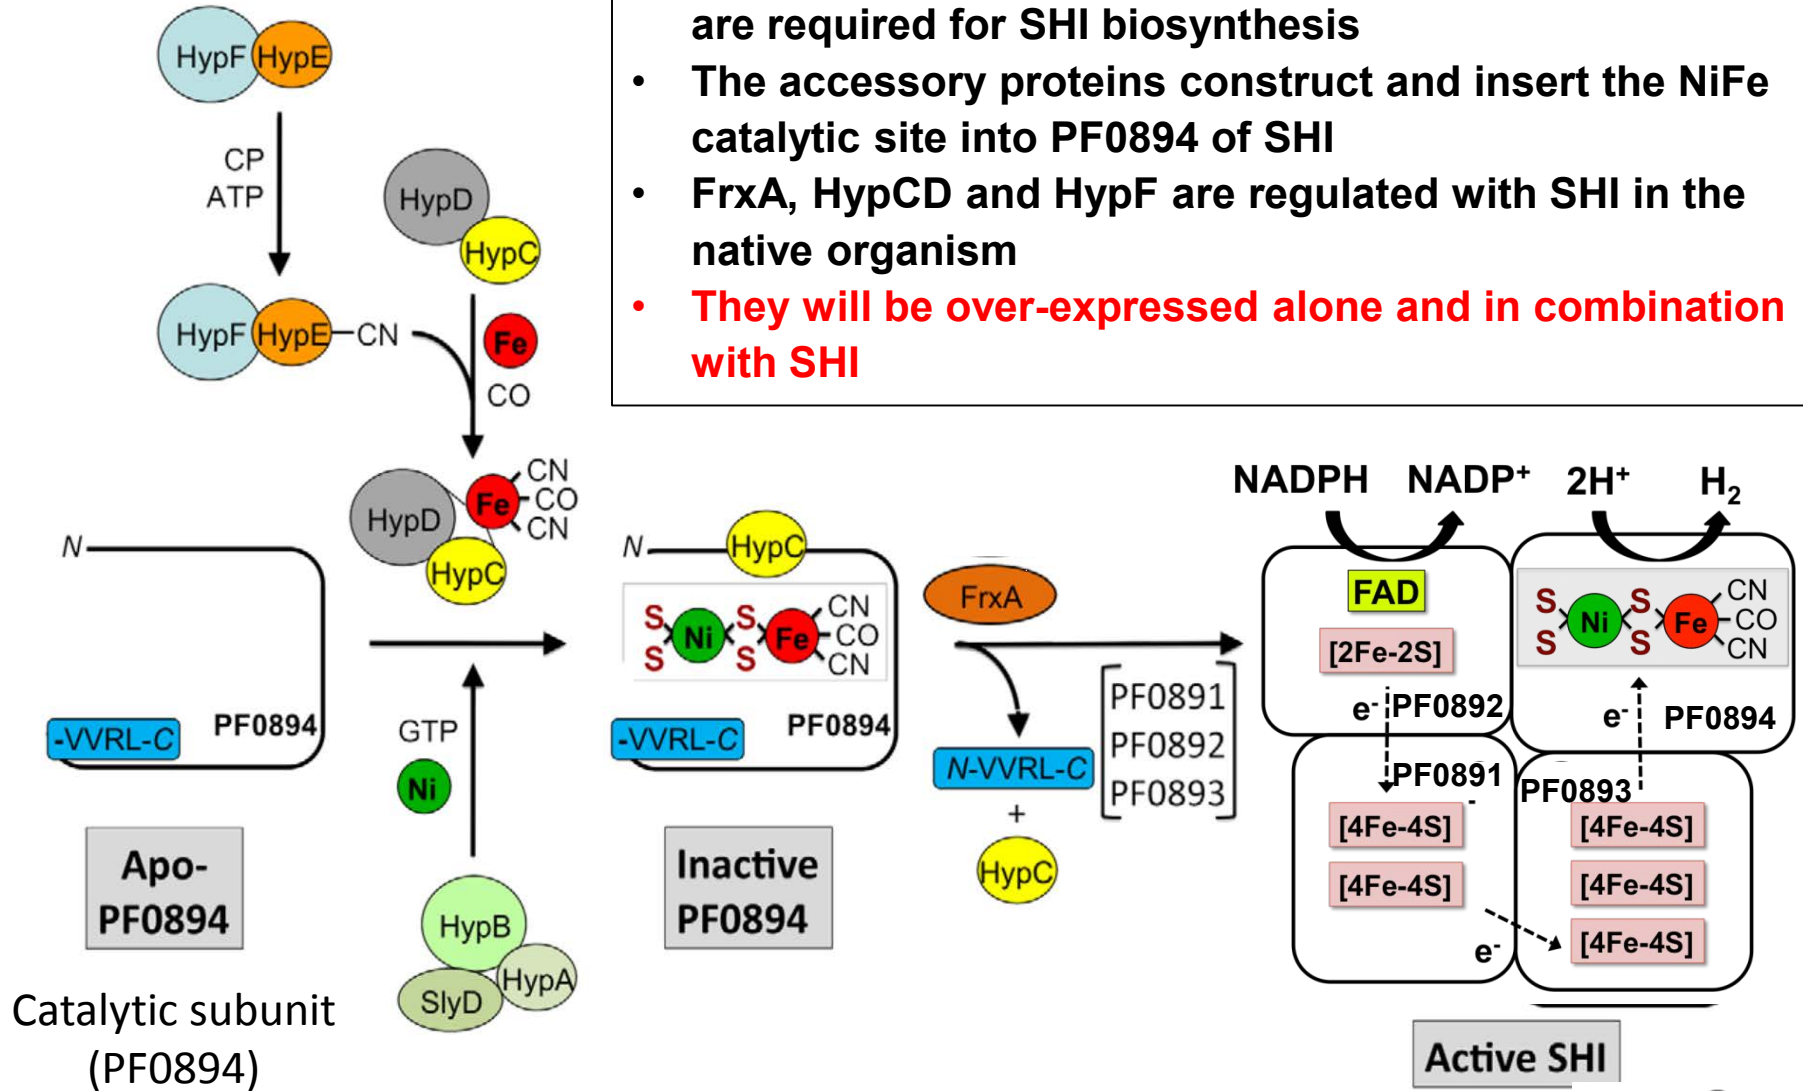 are required for SHI biosynthesis
• The accessory proteins construct and insert the NiFe
catalytic site into PF0894 of SHI
• FrxA, HypCD and HypF are regulated with SHI in the
native organism
• They will be over-expressed alone and in combination
with SHI
HypF HypE
CP
ATP
HypD
HypC
HypF HypE –CN
Fe
CO
HypD
HypC
Fe
CN
CO
CN
N
-VVRL-C
PF0894
Apo-
PF0894
Catalytic subunit
(PF0894)
GTP
Ni
HypB
HypA
SlyD
N
HypC
S S
Ni Fe
S S
CN
CO
CN
-VVRL-C
PF0894
Inactive
PF0894
FrxA
N-VVRL-C
+
HypC
PF0891
PF0892
PF0893
NADPH NADP+ 2H+ H2
FAD
[2Fe-2S]
e- PF0892
PF0891
[4Fe-4S]
[4Fe-4S]
e-
S S
Ni Fe
S S
CN
CO
CN
e- PF0894
PF0893
[4Fe-4S]
[4Fe-4S]
[4Fe-4S]
Active SHI